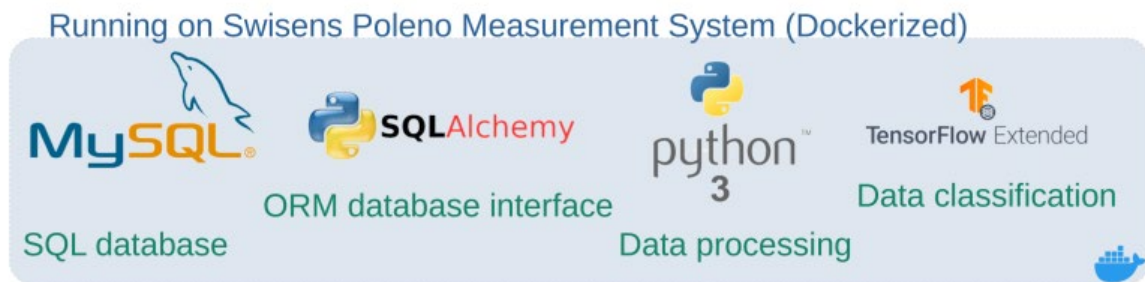 Running on Swisens Poleno Measurement System (Dockerized)
MySQL®
SQLAlchemy
python™
3
TensorFlow Extended
ORM database interface
Data classification
SQL database
Data processing